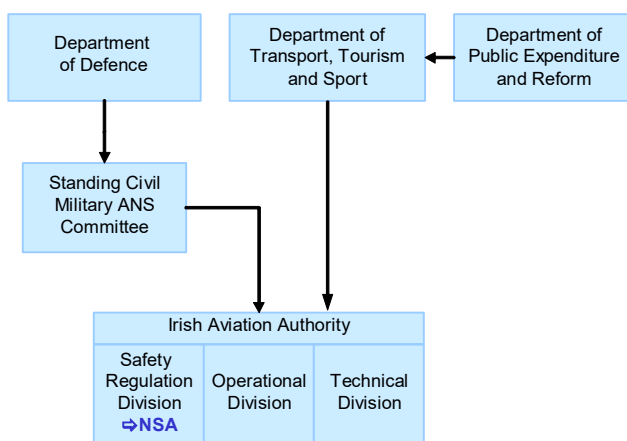 Department
of Defence
Department of
Transport, Tourism
and Sport
Department of
Public Expenditure
and Reform
Standing Civil
Military ANS
Committee
Irish Aviation Authority
Safety
Regulation
Division
⇨NSA
Operational
Division
Technical
Division